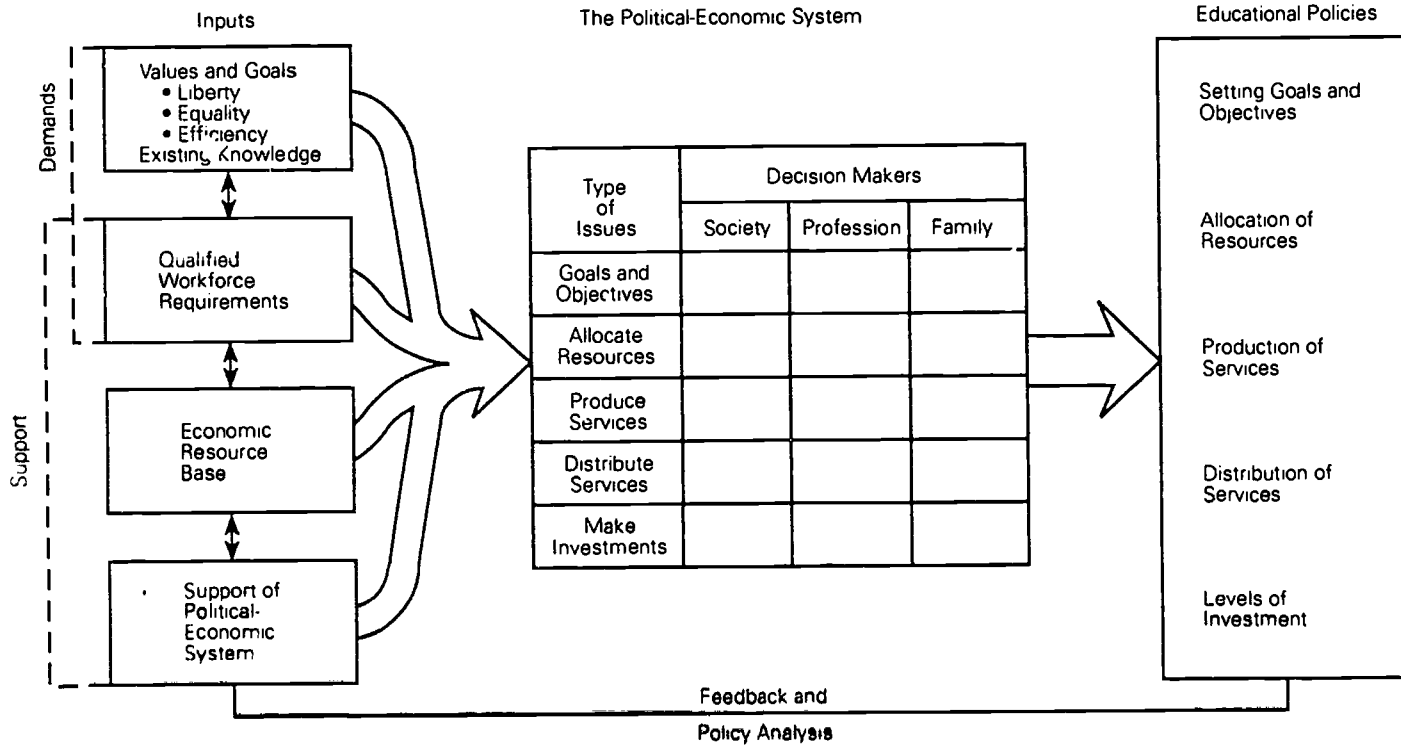 Inputs
The Political-Economic System
Educational Policies
Demands
Support
Values and Goals
• Liberty
• Equality
• Efficiency
Existing Knowledge
Qualified
Workforce
Requirements
Economic
Resource
Base
Support of
Political-
Economic
System
Type
of
Issues
Decision Makers
Society
Profession
Family
Goals and
Objectives
Allocate
Resources
Produce
Services
Distribute
Services
Make
Investments
Setting Goals and
Objectives
Allocation of
Resources
Production of
Services
Distribution of
Services
Levels of
Investment
Feedback and
Policy Analysis